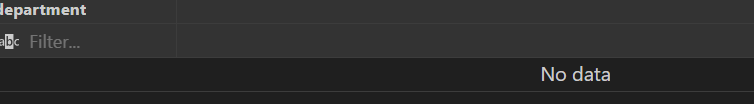 department
abc Filter...
No data